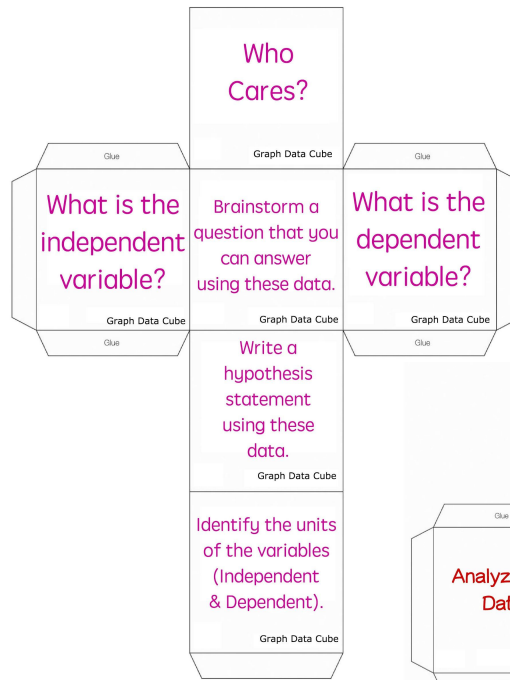 Who
Cares?
Graph Data Cube
Glue
Glue
What is the
independent
variable?
Graph Data Cube
Brainstorm a
question that you
can answer
using these data.
Graph Data Cube
What is the
dependent
variable?
Graph Data Cube
Glue
Glue
Write a
hypothesis
statement
using these
data.
Graph Data Cube
Identify the units
of the variables
(Independent
& Dependent).
Graph Data Cube
Glue
Analyz
Dat